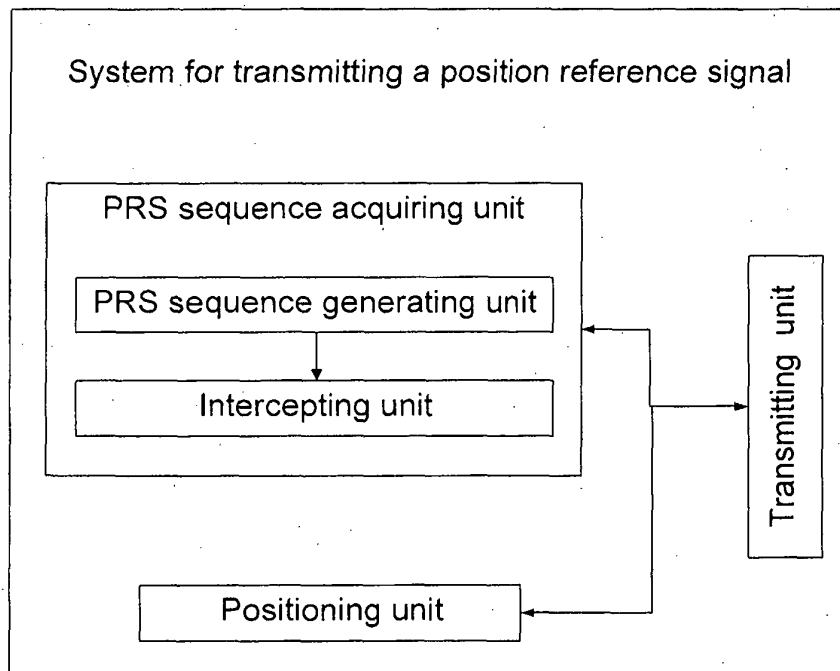 System for transmitting a position reference signal
PRS sequence acquiring unit
PRS sequence generating unit
Intercepting unit
Transmitting unit
Positioning unit